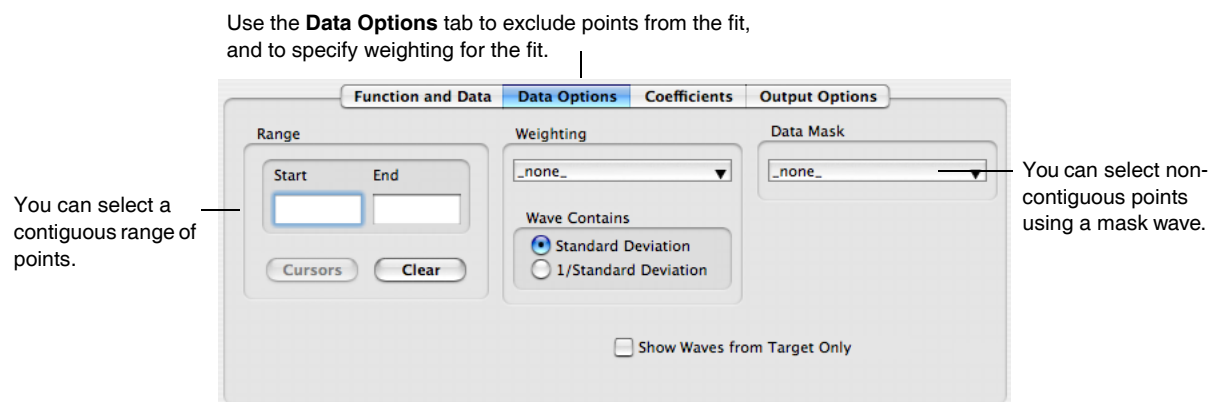 Use the Data Options tab to exclude points from the fit,
and to specify weighting for the fit.
Function and Data
Data Options
Coefficients
Output Options
Range
Start
End
Cursors
Clear
You can select a
contiguous range of
points.
Weighting
_none_
Wave Contains
Standard Deviation
1/Standard Deviation
Data Mask
_none_
You can select non-
contiguous points
using a mask wave.
Show Waves from Target Only